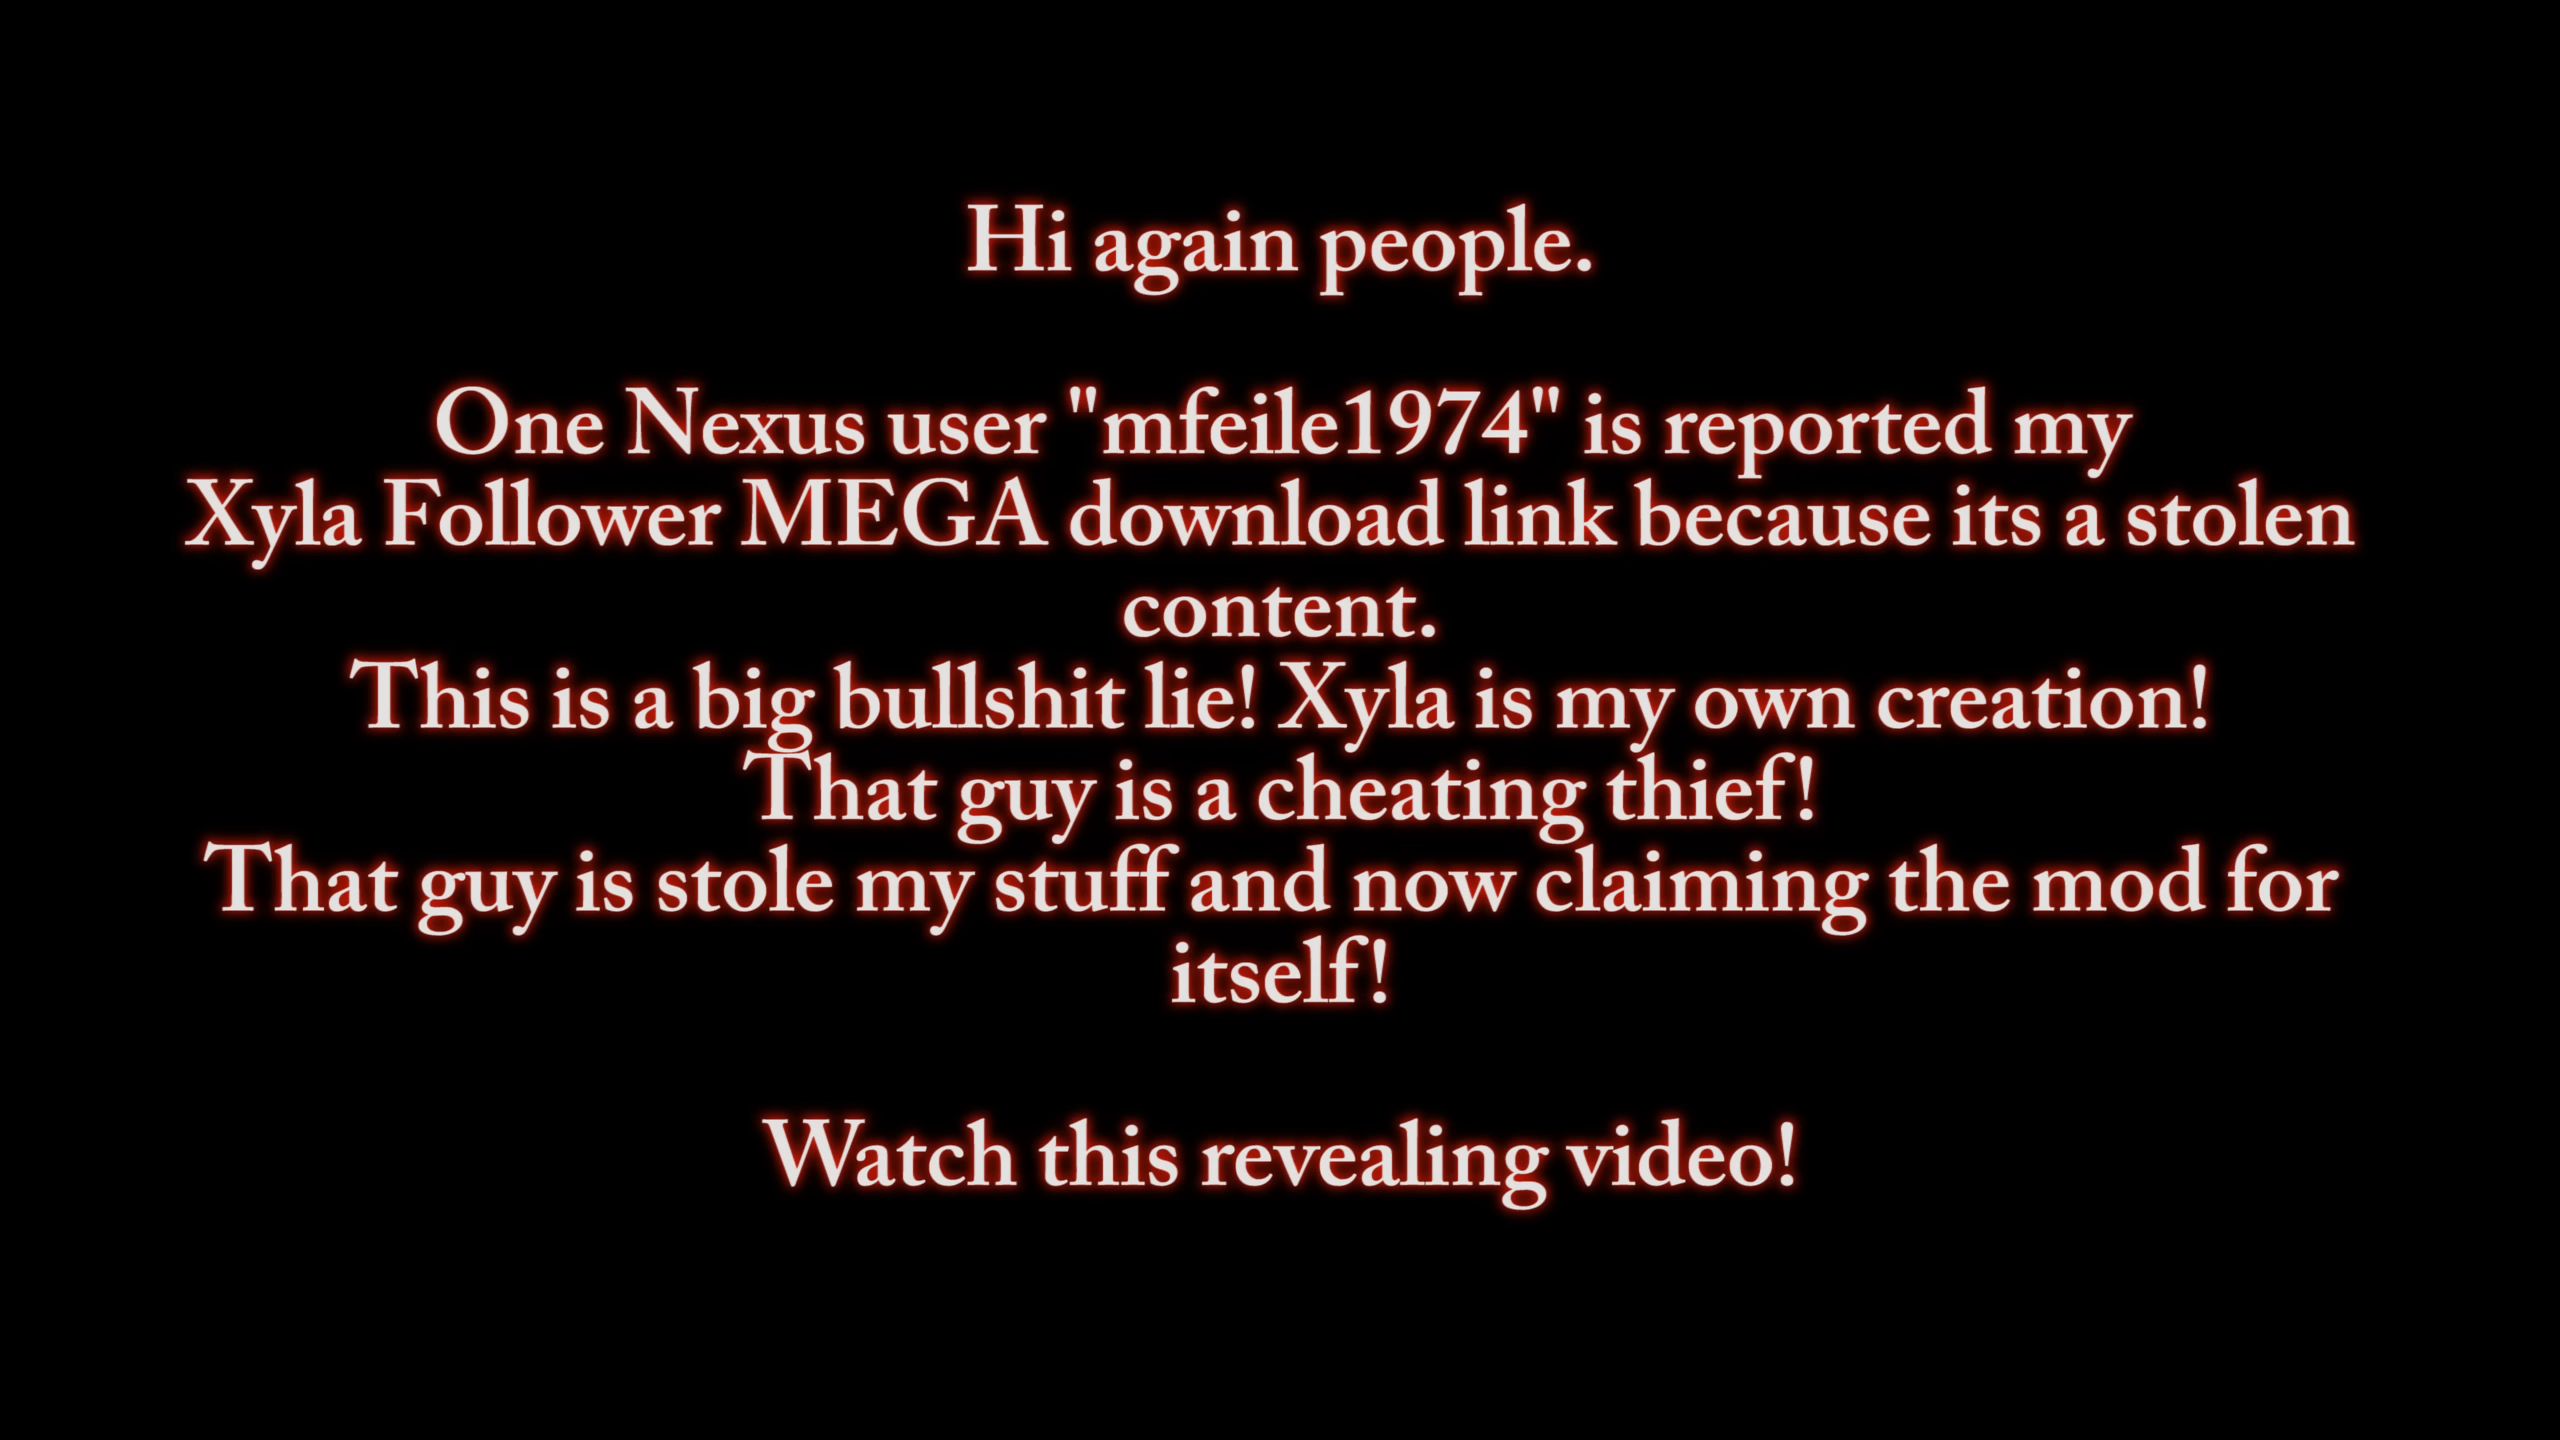 Hi again people.
One Nexus user "mfeile1974" is reported my
Xyla Follower MEGA download link because its a stolen
content.
This is a big bullshit lie! Xyla is my own creation!
That guy is a cheating thief!
That guy is stole my stuff and now claiming the mod for
itself!
Watch this revealing video!